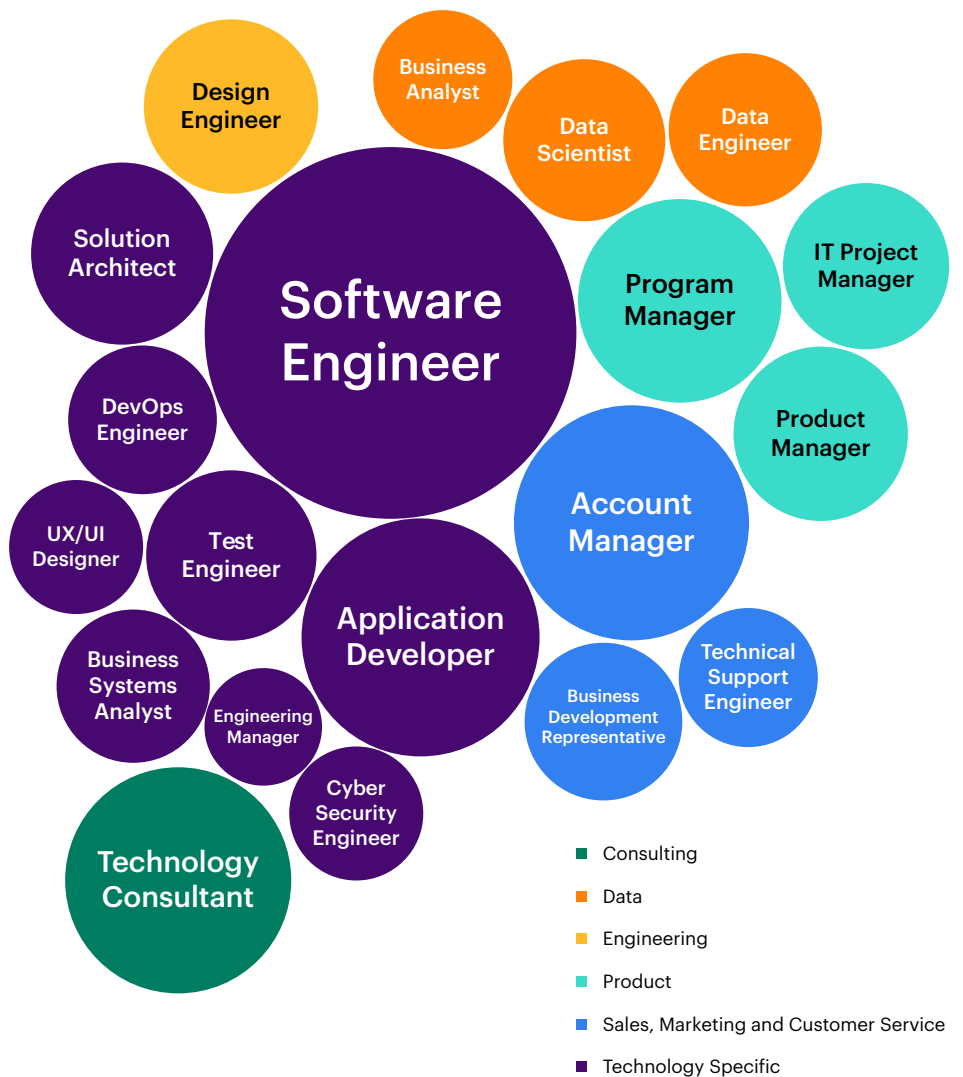 Design
Engineer
Business
Analyst
Data
Scientist
Data
Engineer
Solution
Architect
Software
Engineer
Program
Manager
IT Project
Manager
DevOps
Engineer
Product
Manager
UX/UI
Designer
Test
Engineer
Account
Manager
Application
Developer
Business
Systems
Analyst
Engineering
Manager
Business
Development
Representative
Technical
Support
Engineer
Cyber
Security
Engineer
Technology
Consultant
Consulting
Data
Engineering
Product
Sales, Marketing and Customer Service
Technology Specific